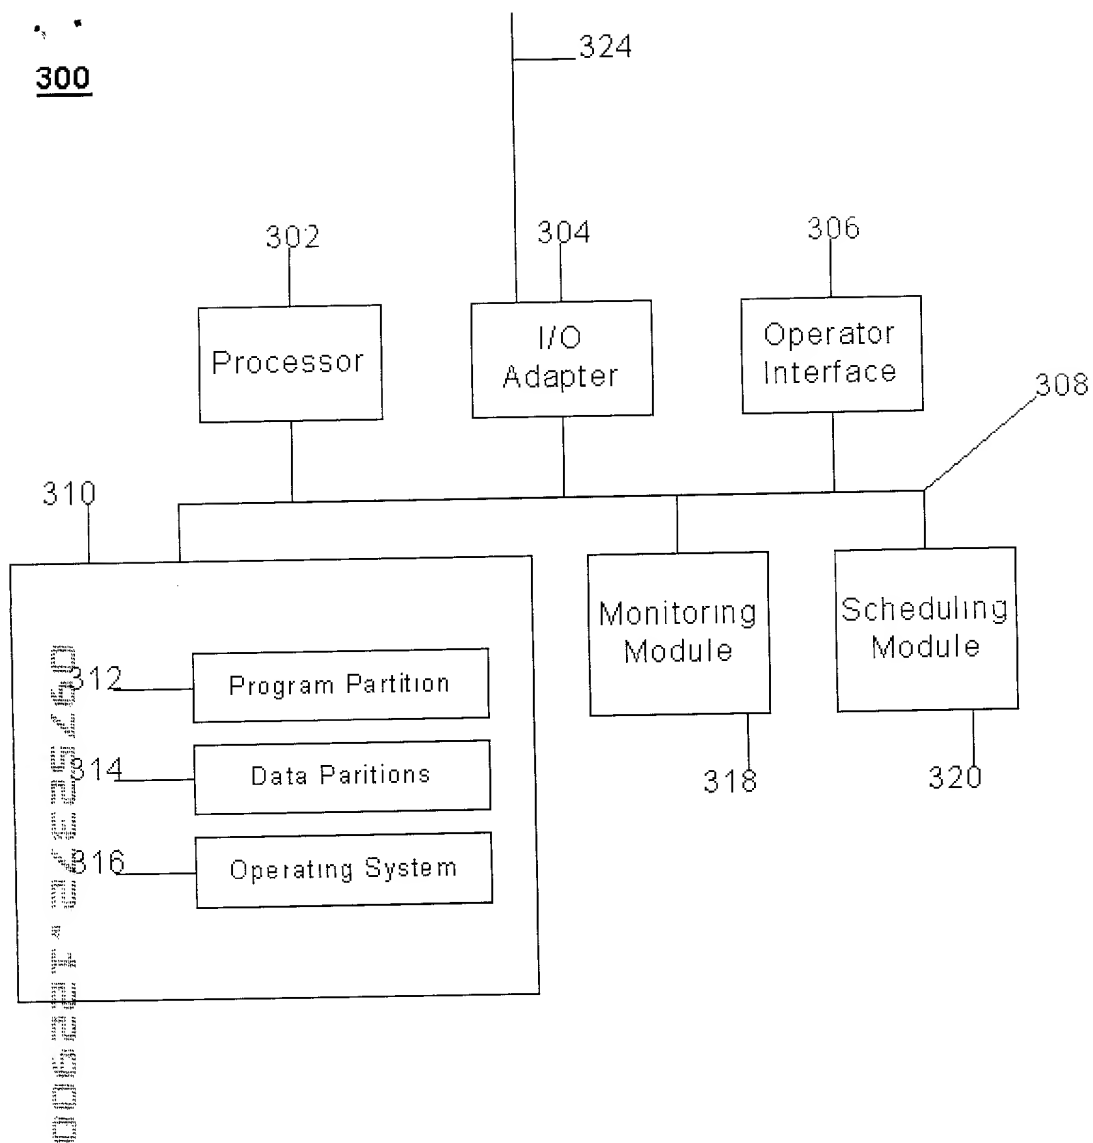 300
324
302
304
306
Processor
I/O
Adapter
Operator
Interface
308
310
Monitoring
Module
Scheduling
Module
312
Program Partition
314
Data Paritions
318
320
316
Operating System